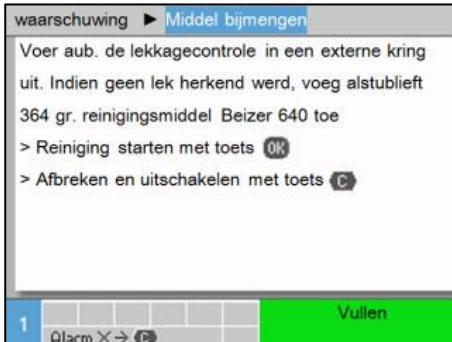 waarschuwing ► Middel bijmengen
Voer aub. de lekkagecontrole in een externe kring
uit. Indien geen lek herkend werd, voeg alstublieft
364 gr. reinigingsmiddel Beizer 640 toe
> Reiniging starten met toets OK
> Afbreken en uitschakelen met toets C
1
Vullen
Alarm X → C